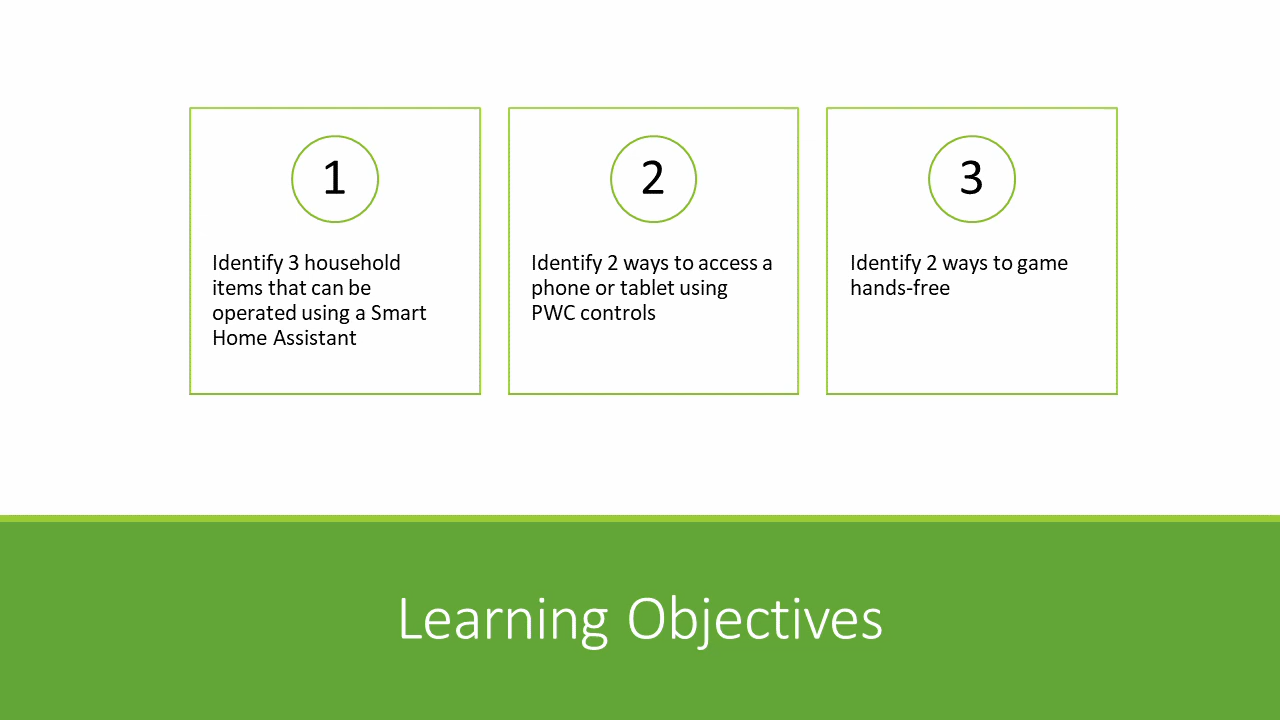 1
Identify 3 household
items that can be
operated using a Smart
Home Assistant
2
Identify 2 ways to access a
phone or tablet using
PWC controls
3
Identify 2 ways to game
hands-free
Learning Objectives